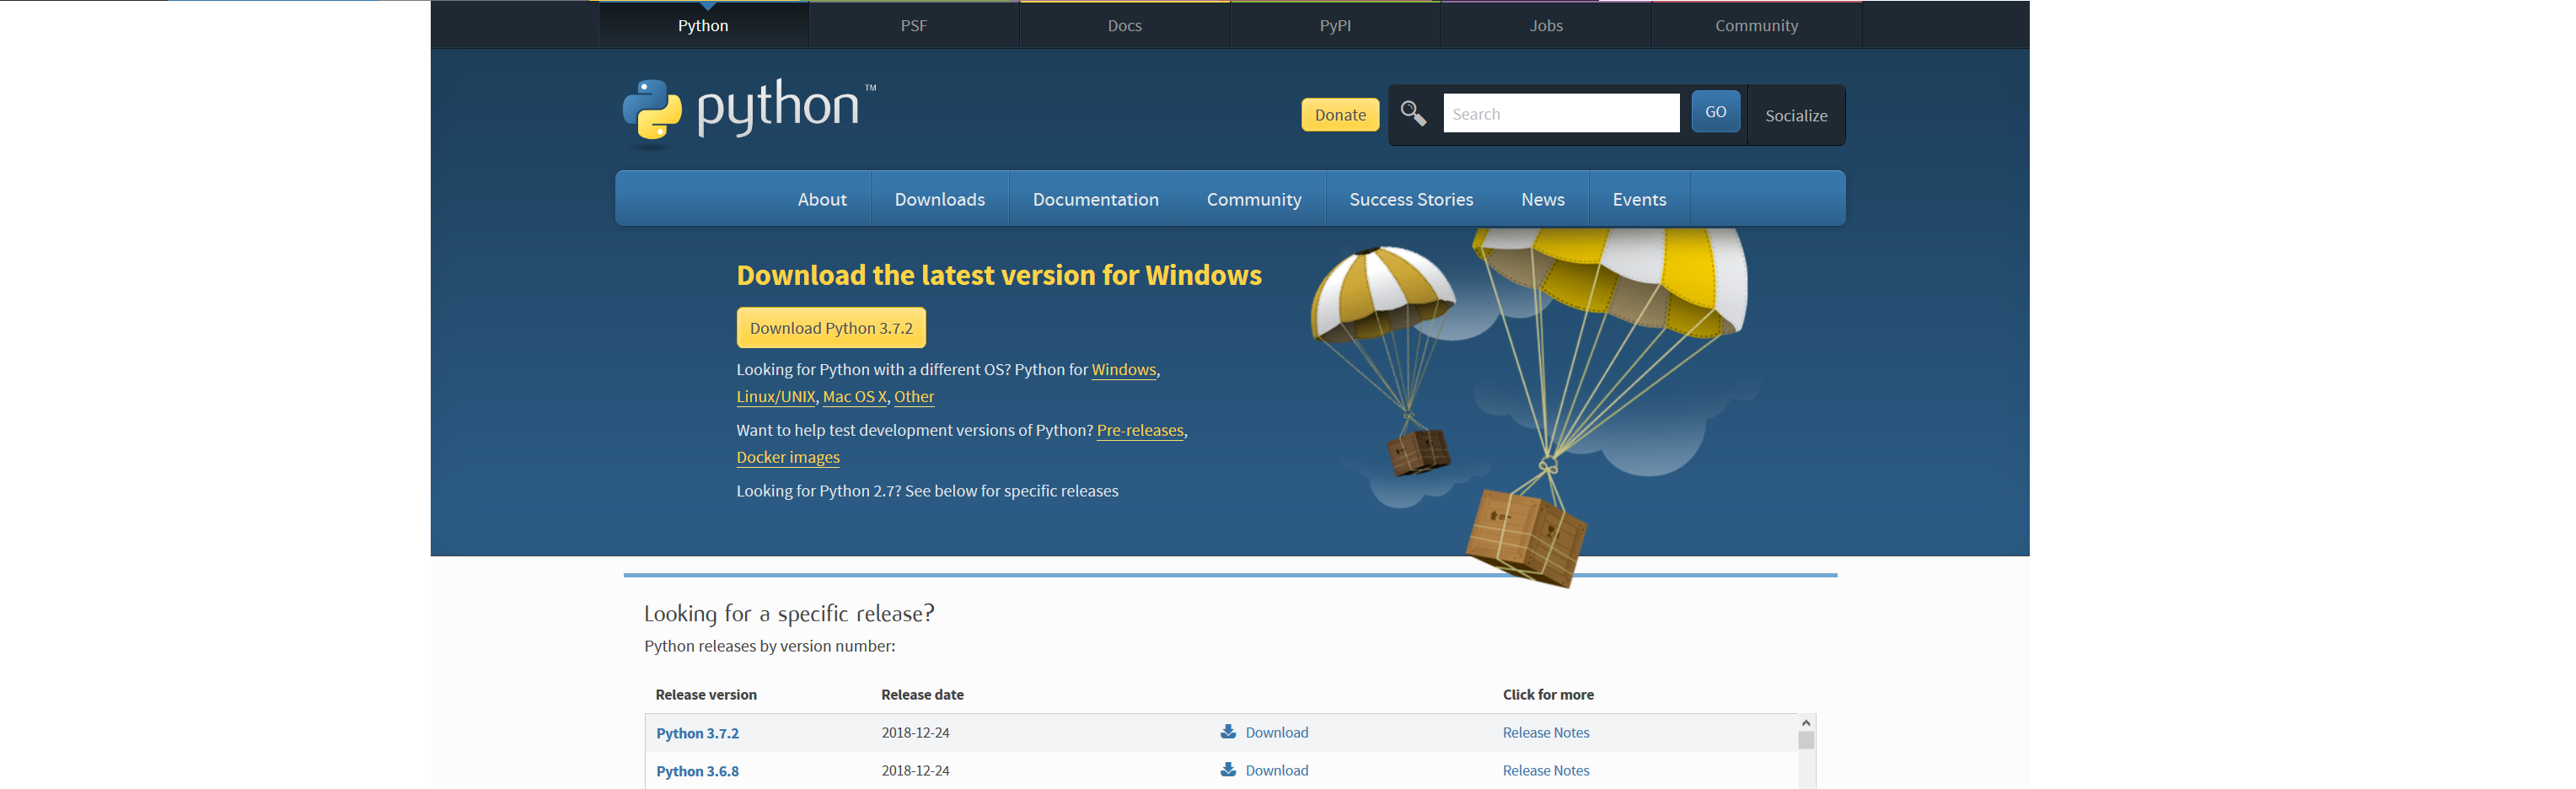 Python PSF Docs PyPI Jobs Community
python™
Donate Search GO Socialize
About Downloads Documentation Community Success Stories News Events
Download the latest version for Windows
Download Python 3.7.2
Looking for Python with a different OS? Python for Windows,
Linux/UNIX, Mac OS X, Other
Want to help test development versions of Python? Pre-releases,
Docker images
Looking for Python 2.7? See below for specific releases
Looking for a specific release?
Python releases by version number:
Release version Release date Click for more
Python 3.7.2 2018-12-24 Download Release Notes
Python 3.6.8 2018-12-24 Download Release Notes